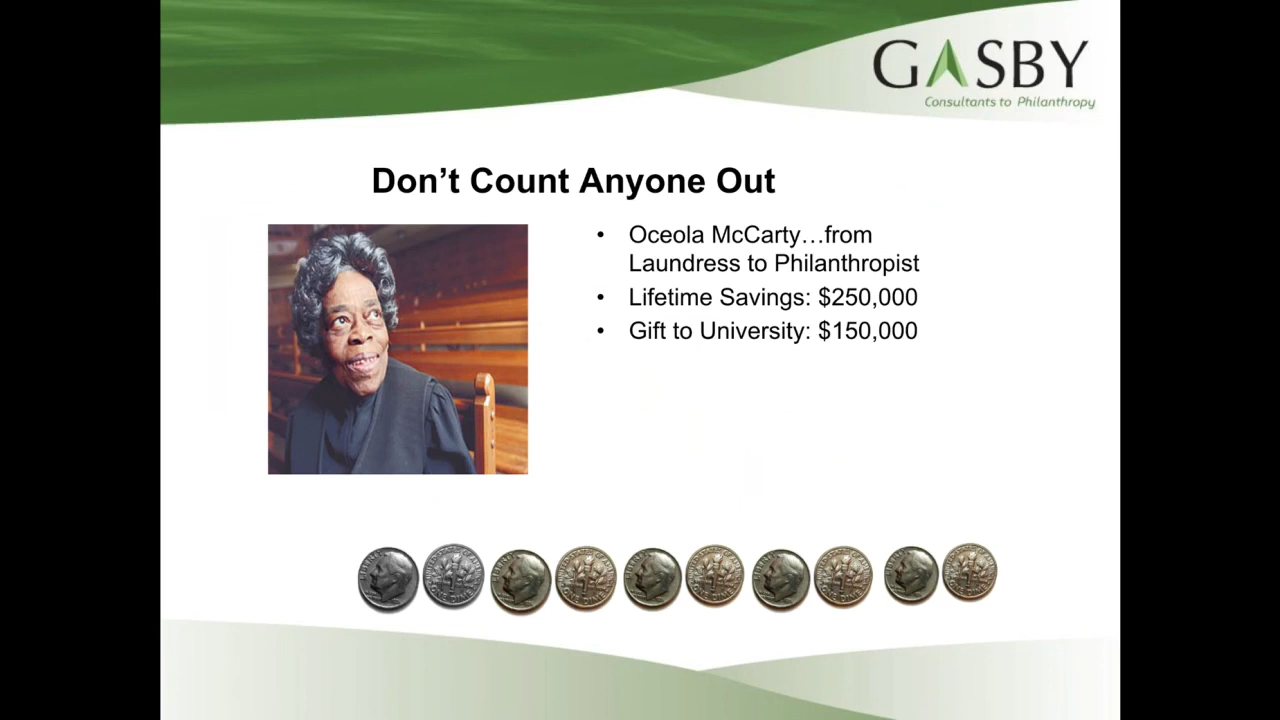 GASBY
Consultants to Philanthropy
Don't Count Anyone Out
• Oceola McCarty…from
Laundress to Philanthropist
• Lifetime Savings: $250,000
• Gift to University: $150,000